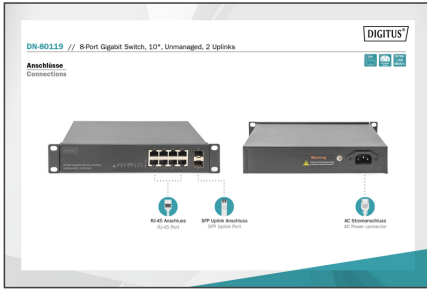 DIGITUS®
DN-80119 // 8-Port Gigabit Switch, 10", Unmanaged, 2 Uplinks
Anschlüsse
Connections
DIGITUS
Warning
RJ-45 Anschluss
RJ-45 Port
SFP Uplink Anschluss
SFP Uplink Port
AC Stromanschluss
AC Power connector